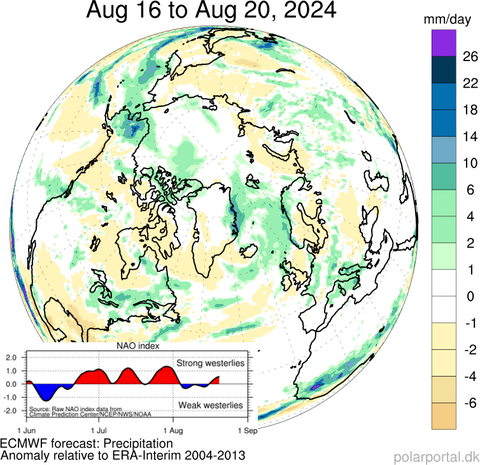 Aug 16 to Aug 20, 2024
mm/day
26
22
18
14
10
6
4
2
1
0
-1
-2
-4
-6
NAO index
2.0
1.0
0.0
-1.0
-2.0
Strong westerlies
Weak westerlies
Source: Raw NAO index data from
Climate Prediction Center/NCEP/NWS/NOAA
1 Jun
1 Jul
1 Aug
1 Sep
ECMWF forecast: Precipitation
Anomaly relative to ERA-Interim 2004-2013
polarportal.dk